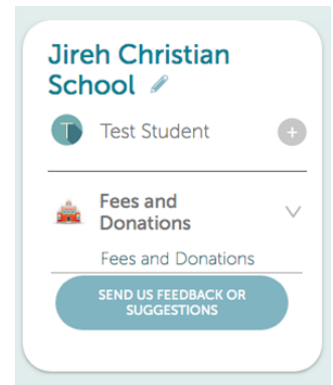 Jireh Christian
School
T Test Student +
Fees and
Donations
Fees and Donations
SEND US FEEDBACK OR
SUGGESTIONS